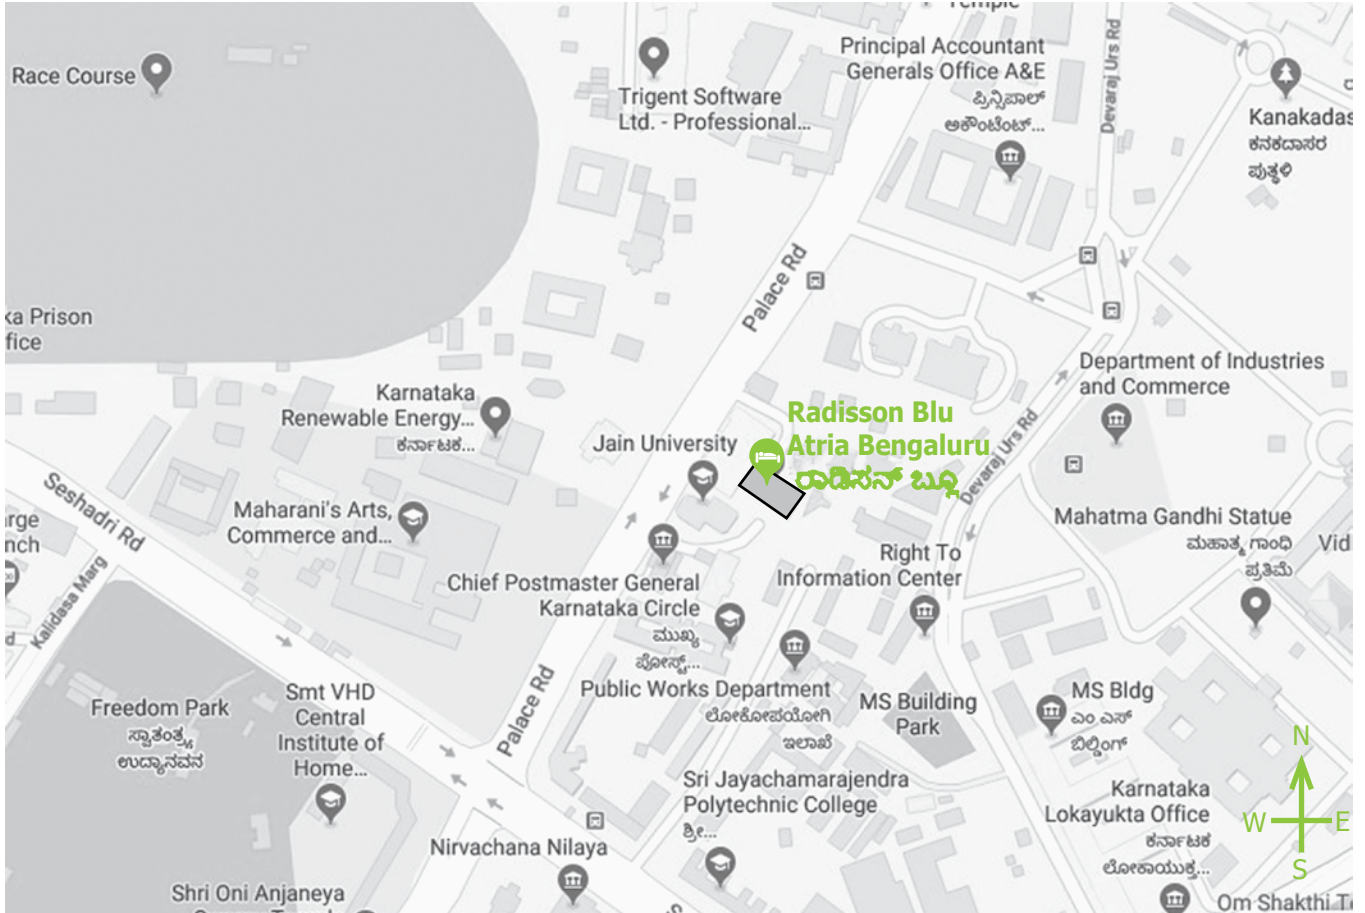 Temple
Race Course
Trigent Software
Ltd. - Professional...
Principal Accountant
Generals Office A&E
ಪ್ರಿನ್ಸಿಪಾಲ್
ಅಕೌಂಟೆಂಟ್...
Devaraj Urs Rd
Kanakadas
ಕನಕದಾಸರ
ಪುತ್ಥಳಿ
Palace Rd
ka Prison
ffice
Karnataka
Renewable Energy...
ಕರ್ನಾಟಕ...
Jain University
Radisson Blu
Atria Bengaluru
ರಾಡಿಸನ್ ಬ್ಲೂ
Department of Industries
and Commerce
Devaraj Urs Rd
Seshadri Rd
Maharani's Arts,
Commerce and...
arge
nch
Kalidasa Marg
Mahatma Gandhi Statue
ಮಹಾತ್ಮ ಗಾಂಧಿ
ಪ್ರತಿಮೆ
Vid
Right To
Information Center
Chief Postmaster General
Karnataka Circle
ಮುಖ್ಯ
ಪೋಸ್ಟ್...
Public Works Department
ಲೋಕೋಪಯೋಗಿ
ಇಲಾಖೆ
Palace Rd
MS Building
Park
MS Bldg
ಎಂ ಎಸ್
ಬಿಲ್ಡಿಂಗ್
Freedom Park
ಸ್ವಾತಂತ್ರ್ಯ
ಉದ್ಯಾನವನ
Smt VHD
Central
Institute of
Home...
Sri Jayachamarajendra
Polytechnic College
ಶ್ರೀ...
Karnataka
Lokayukta Office
ಕರ್ನಾಟಕ
ಲೋಕಾಯುಕ್ತ...
N
W
E
S
Nirvachana Nilaya
Shri Oni Anjaneya
Om Shakthi T